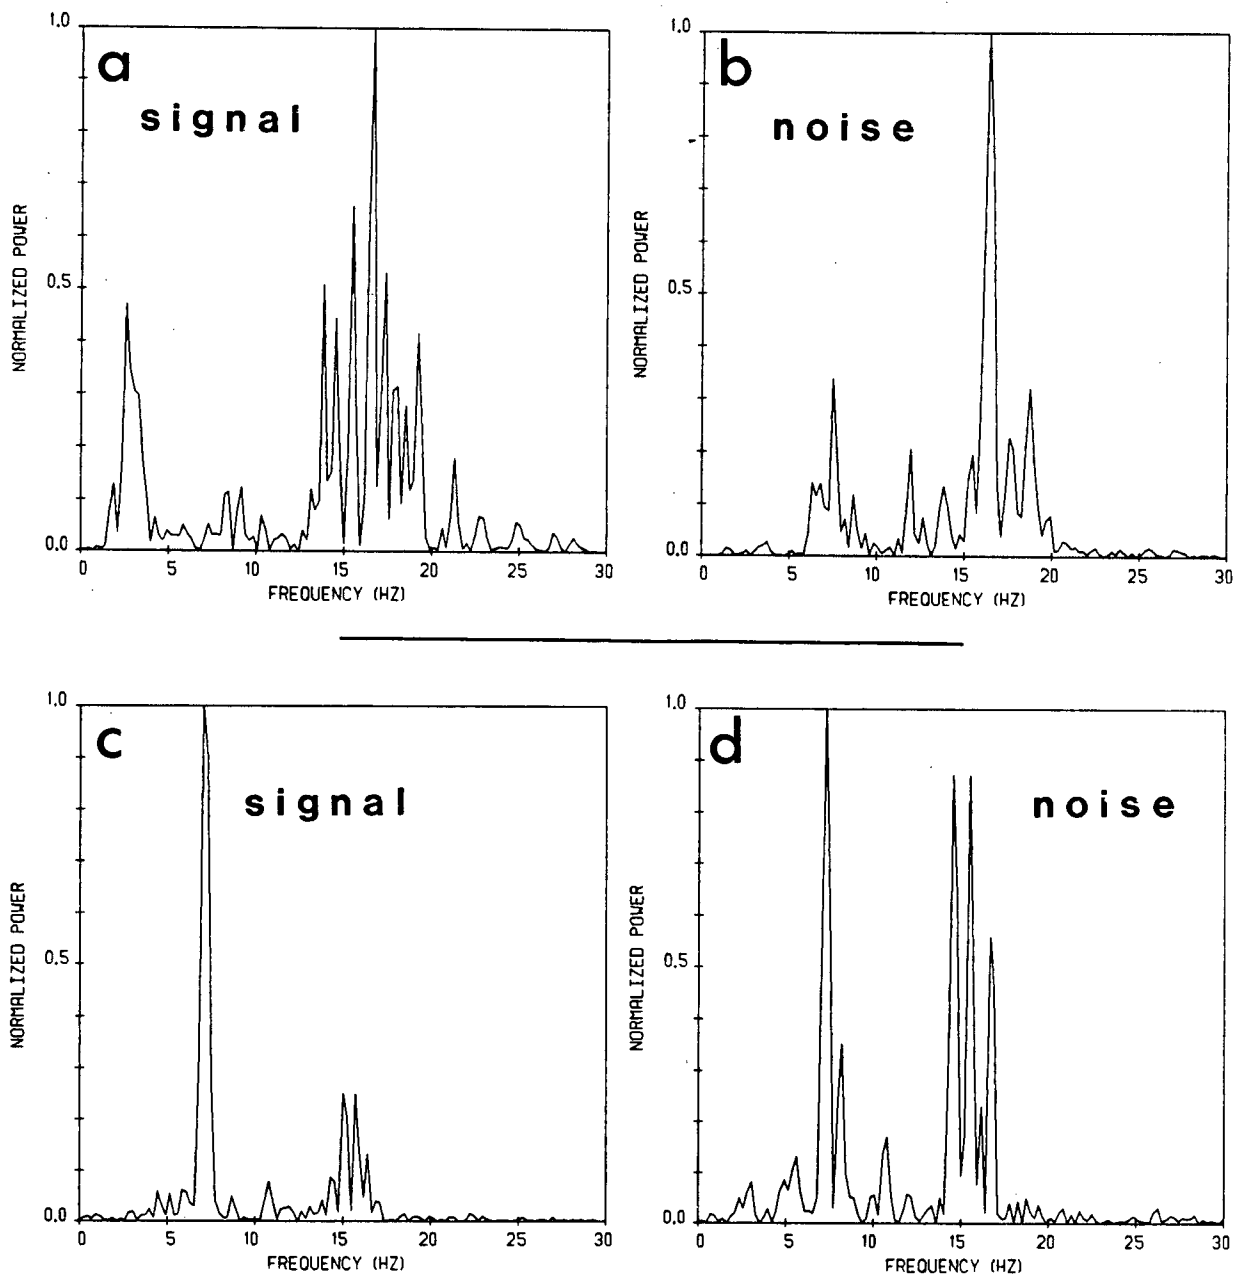 a
signal
1.0
0.5
0.0
NORMALIZED POWER
0 5 10 15 20 25 30
FREQUENCY (HZ)
b
noise
1.0
0.5
0.0
NORMALIZED POWER
0 5 10 15 20 25 30
FREQUENCY (HZ)
c
signal
1.0
0.5
0.0
NORMALIZED POWER
0 5 10 15 20 25 30
FREQUENCY (HZ)
d
noise
1.0
0.5
0.0
NORMALIZED POWER
0 5 10 15 20 25 30
FREQUENCY (HZ)